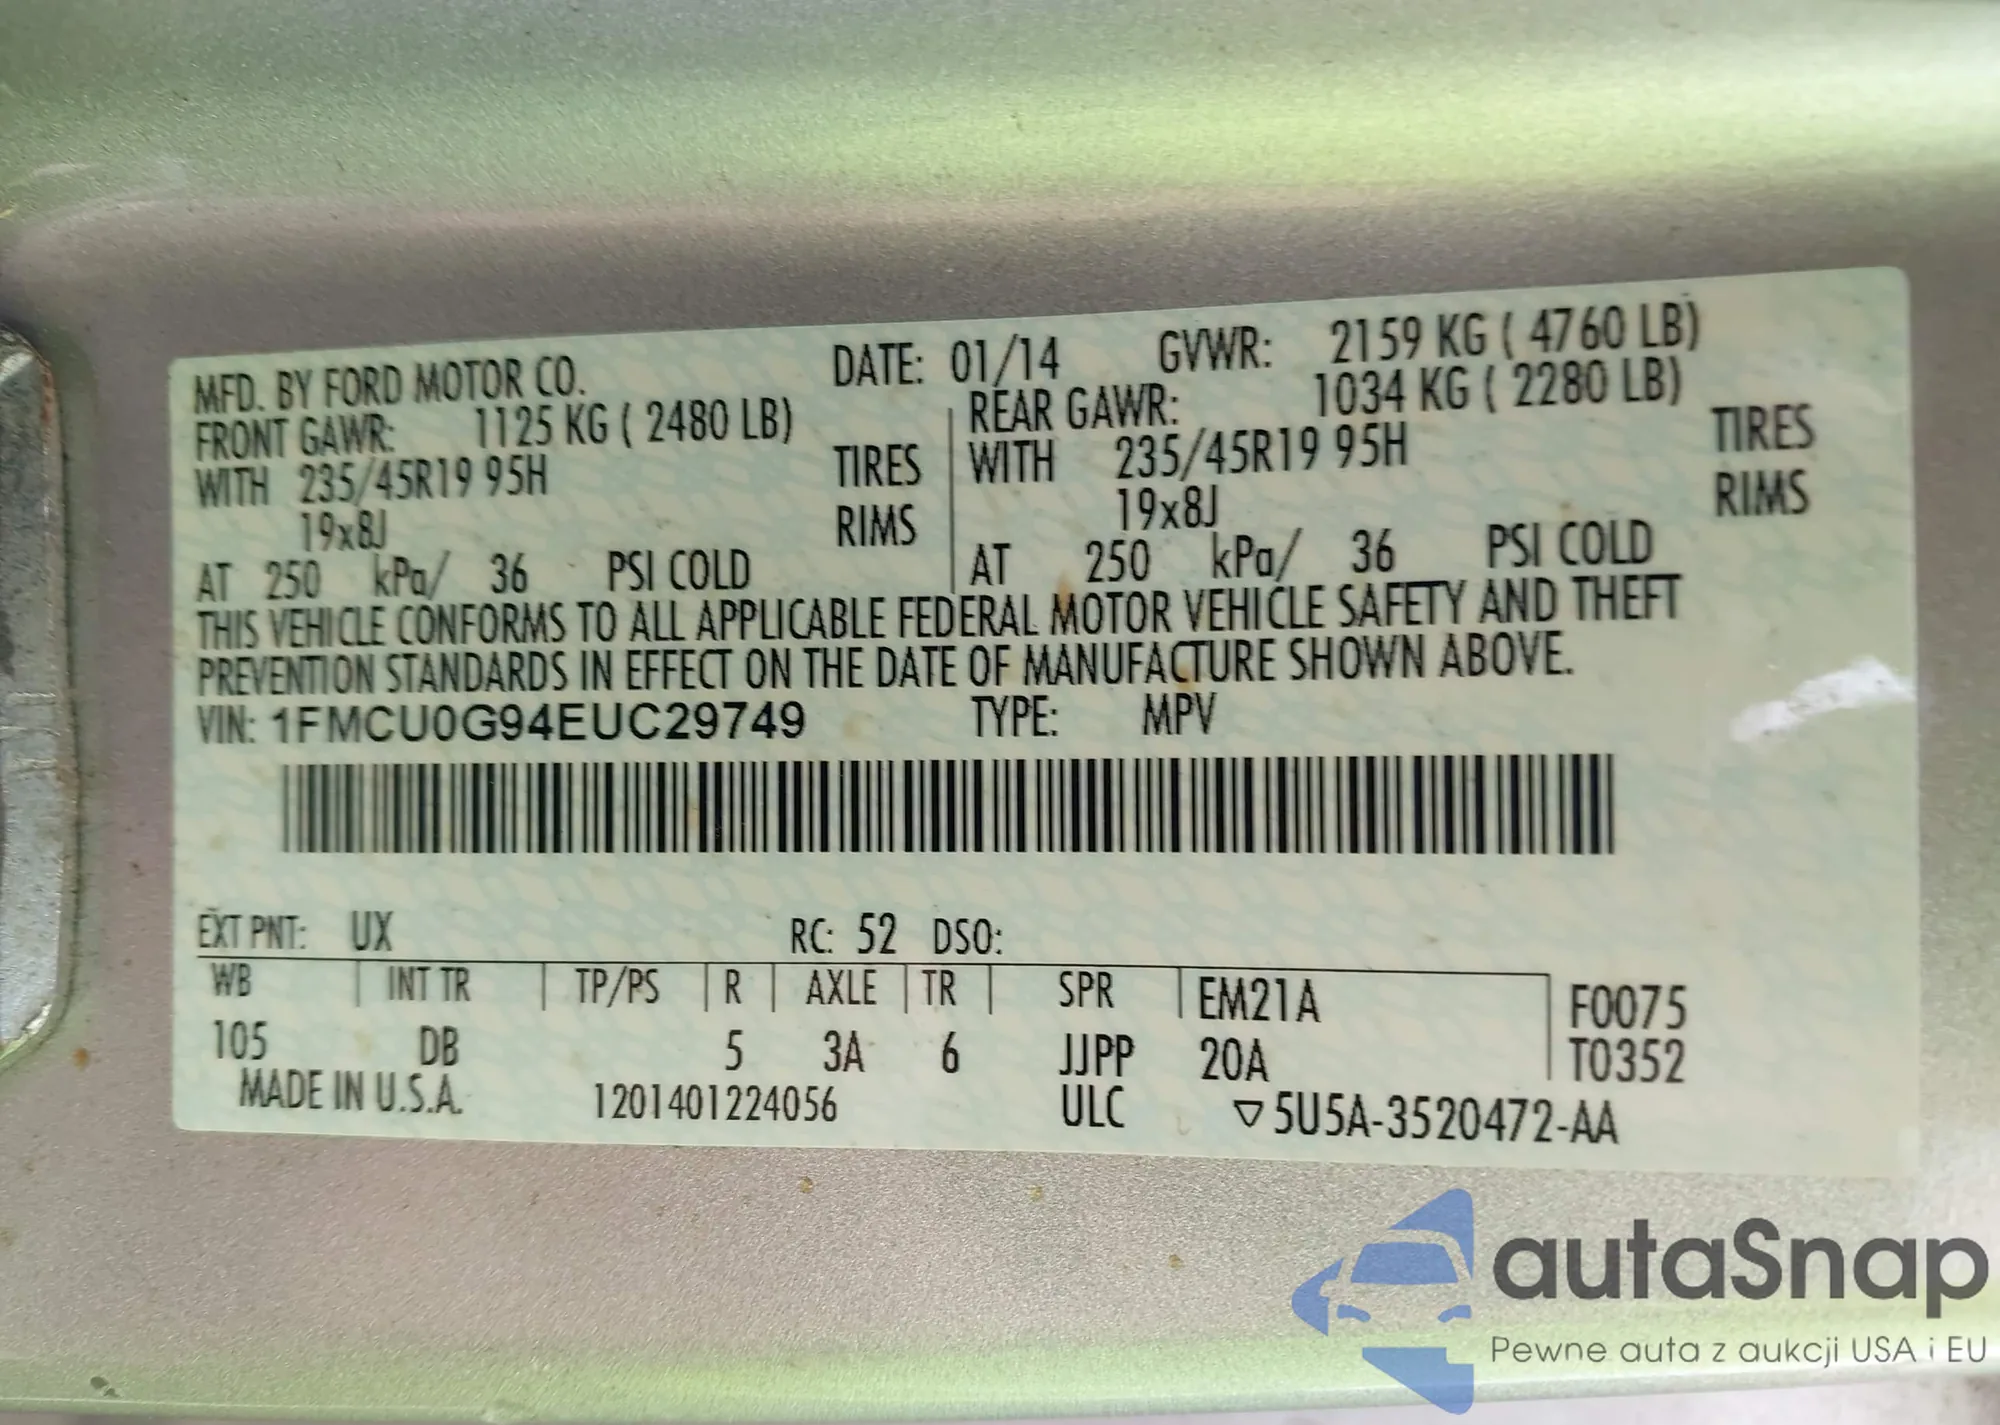 MFD. BY FORD MOTOR CO. DATE: 01/14 GVWR: 2159 KG ( 4760 LB)
FRONT GAWR: 1125 KG ( 2480 LB) REAR GAWR: 1034 KG ( 2280 LB)
WITH 235/45R19 95H TIRES WITH 235/45R19 95H TIRES
19x8J RIMS 19x8J RIMS
AT 250 kPa/ 36 PSI COLD AT 250 kPa/ 36 PSI COLD
THIS VEHICLE CONFORMS TO ALL APPLICABLE FEDERAL MOTOR VEHICLE SAFETY AND THEFT
PREVENTION STANDARDS IN EFFECT ON THE DATE OF MANUFACTURE SHOWN ABOVE.
VIN: 1FMCU0G94EUC29749 TYPE: MPV
EXT PNT: UX RC: 52 DSO:
WB INT TR TP/PS R AXLE TR SPR EM21A F0075
105 DB 5 3A 6 JJPP 20A T0352
MADE IN U.S.A. 1201401224056 ULC ▽5U5A-3520472-AA
autaSnap
Pewne auta z aukcji USA i EU